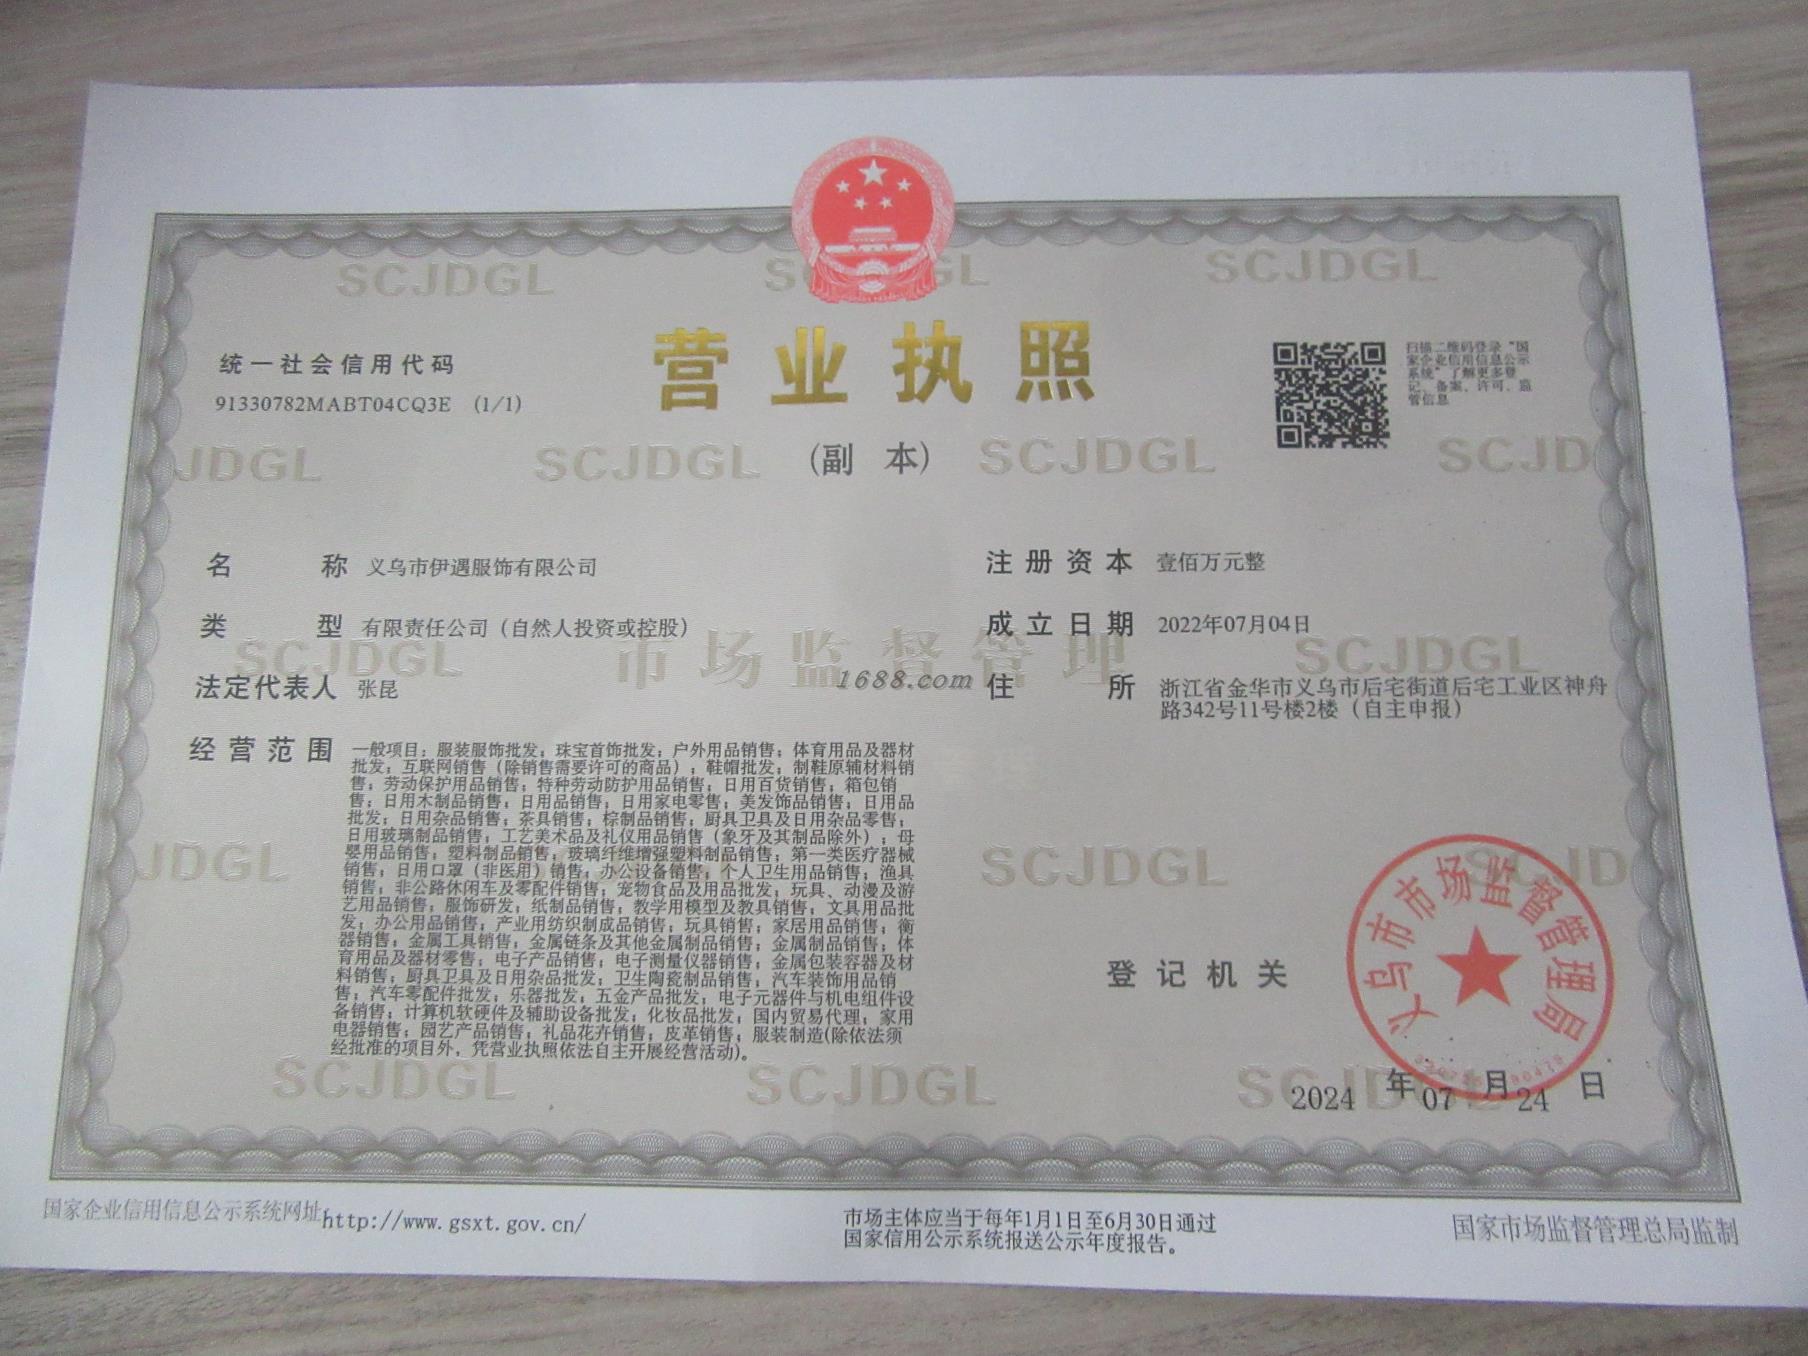 营业执照
(副 本)
统一社会信用代码
91330782MABT04CQ3E (1/1)
扫描二维码登录“国
家企业信用信息公示
系统”了解更多登
记、备案、许可、监
管信息
名 称 义乌市伊遇服饰有限公司
类 型 有限责任公司（自然人投资或控股）
法定代表人 张昆
经营范围 一般项目：服装服饰批发；珠宝首饰批发；户外用品销售；体育用品及器材
批发；互联网销售（除销售需要许可的商品）；鞋帽批发；制鞋原辅材料销
售；劳动保护用品销售；特种劳动防护用品销售；日用百货销售；箱包销
售；日用木制品销售；日用品销售；日用家电零售；美发饰品销售；日用品
批发；日用杂品销售；茶具销售；棕制品销售；厨具卫具及日用杂品零售；
日用玻璃制品销售；工艺美术品及礼仪用品销售（象牙及其制品除外）；母
婴用品销售；塑料制品销售；玻璃纤维增强塑料制品销售；第一类医疗器械
销售；日用口罩（非医用）销售；办公设备销售；个人卫生用品销售；渔具
销售；非公路休闲车及零配件销售；宠物食品及用品批发；玩具、动漫及游
艺用品销售；服饰研发；纸制品销售；教学用模型及教具销售；文具用品批
发；办公用品销售；产业用纺织制成品销售；玩具销售；家居用品销售；衡
器销售；金属工具销售；金属链条及其他金属制品销售；金属制品销售；体
育用品及器材零售；电子产品销售；电子测量仪器销售；金属包装容器及材
料销售；厨具卫具及日用杂品批发；卫生陶瓷制品销售；汽车装饰用品销
售；汽车零配件批发；乐器批发；五金产品批发；电子元器件与机电组件设
备销售；计算机软硬件及辅助设备批发；化妆品批发；国内贸易代理；家用
电器销售；园艺产品销售；礼品花卉销售；皮革销售；服装制造(除依法须
经批准的项目外，凭营业执照依法自主开展经营活动)。
注册资本 壹佰万元整
成立日期 2022年07月04日
住 所 浙江省金华市义乌市后宅街道后宅工业区神舟
路342号11号楼2楼（自主申报）
1688.com
市场监督管理
SCJDGL
登记机关
义乌市市场监督管理局
2024 年 07 月 24 日
国家企业信用信息公示系统网址:http://www.gsxt.gov.cn/
市场主体应当于每年1月1日至6月30日通过
国家信用公示系统报送公示年度报告。
国家市场监督管理总局监制